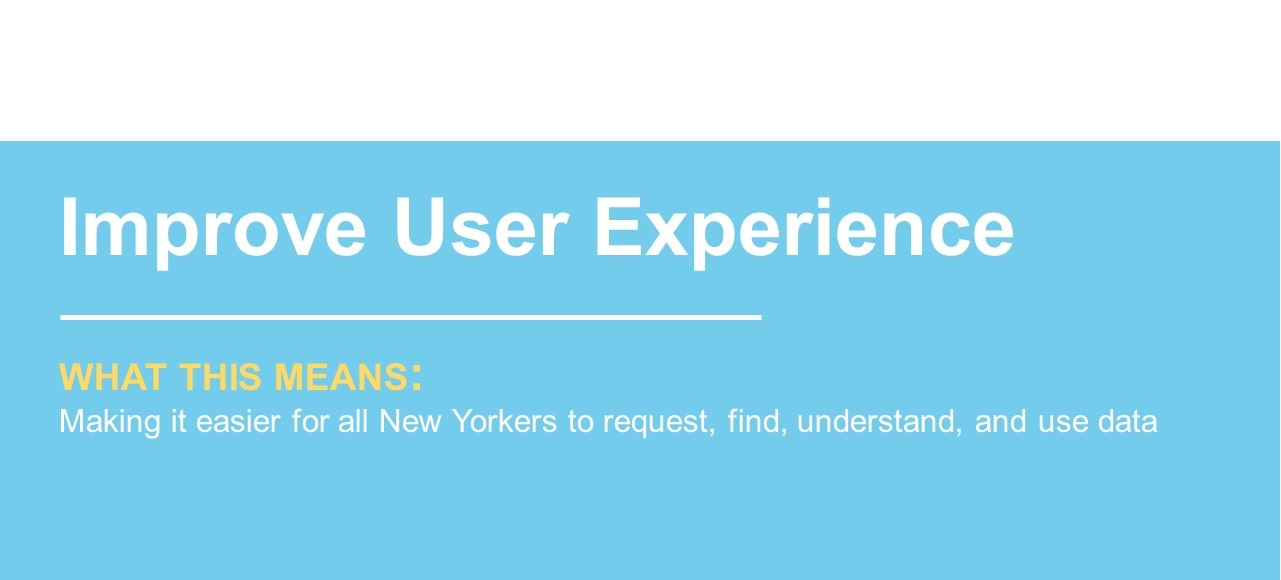 Improve User Experience
WHAT THIS MEANS:
Making it easier for all New Yorkers to request, find, understand, and use data